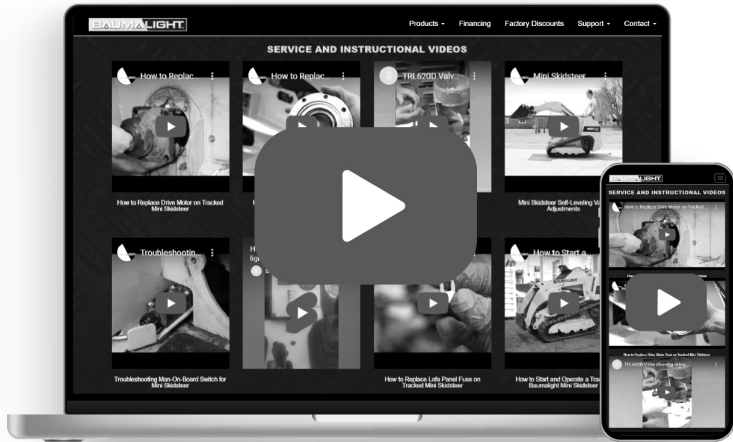 BAUMALIGHT
Products
Financing
Factory Discounts
Support
Contact
SERVICE AND INSTRUCTIONAL VIDEOS
How to Replac...
How to Replac...
S
TRL620D Valv...
Mini Skidsteer
How to Replace Drive Motor on Tracked
Mini Skidsteer
Mini Skidsteer Self-Leveling
Adjustments
Troubleshootin...
How to Start a
Troubleshooting Man-On-Board Switch for
Mini Skidsteer
How to Replace Lofa Panel Fuse on
Tracked Mini Skidsteer
How to Start and Operate a
Baumalight Mini Skidsteer
BAUMALIGHT
SERVICE AND INSTRUCTIONAL VIDEOS
How to Replace Drive Motor on Tracked
S
TRL620D Valve